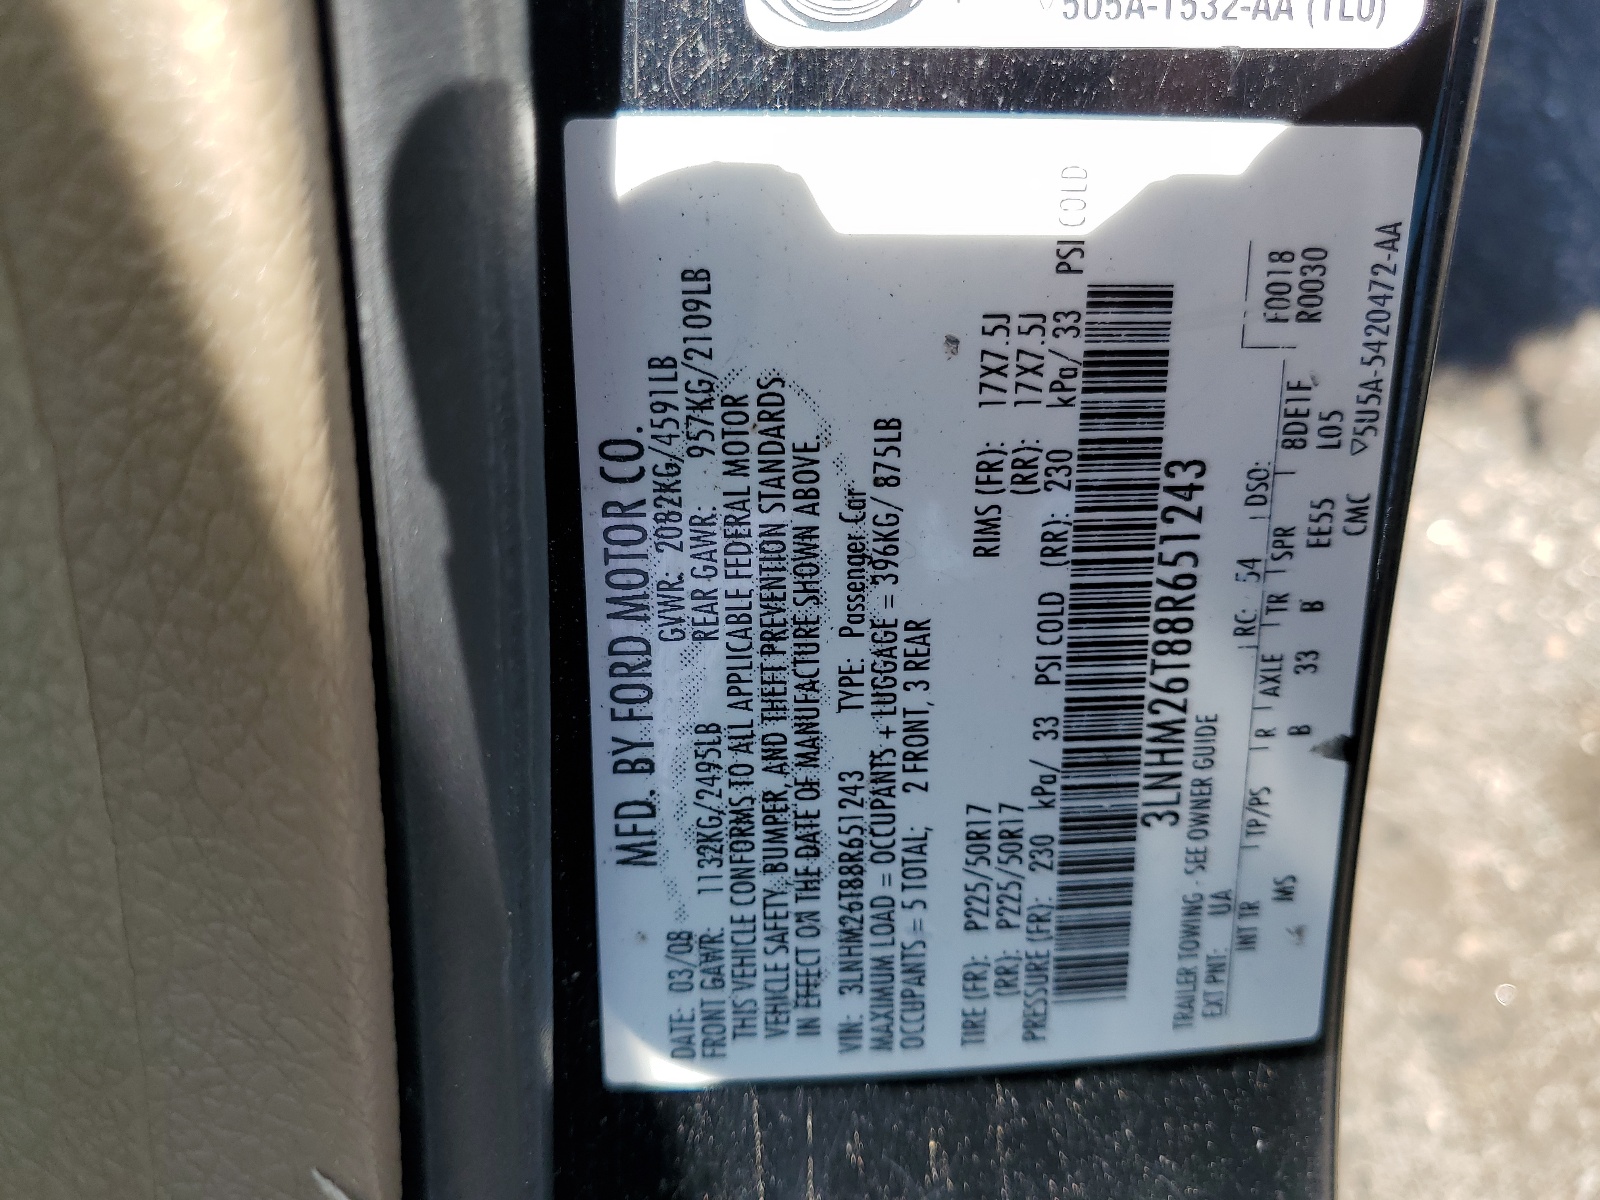 5U5A-1532-AA (TL0)
MFD. BY FORD MOTOR CO.
DATE: 03/08 GVWR: 2082KG/4591LB
FRONT GAWR: 1132KG/2495LB REAR GAWR: 957KG/2109LB
THIS VEHICLE CONFORMS TO ALL APPLICABLE FEDERAL MOTOR
VEHICLE SAFETY, BUMPER, AND THEFT PREVENTION STANDARDS
IN EFFECT ON THE DATE OF MANUFACTURE SHOWN ABOVE.
VIN: 3LNHM26T88R651243 TYPE: Passenger Car
MAXIMUM LOAD = OCCUPANTS + LUGGAGE = 396KG/ 875LB
OCCUPANTS = 5 TOTAL; 2 FRONT, 3 REAR
TIRE (FR): P225/50R17 RIMS (FR): 17X7.5J
(RR): P225/50R17 (RR): 17X7.5J
PRESSURE (FR): 230 kPa/ 33 PSI COLD (RR): 230 kPa/ 33 PSI COLD
3LNHM26T88R651243
TRAILER TOWING - SEE OWNER GUIDE
EXT PNT: UA RC: 54 DSO: F0018
R0030
INT TR TP/PS R AXLE TR SPR 8DE1F
MS B 33 B EE55 L05
CMC ▽5U5A-5420472-AA